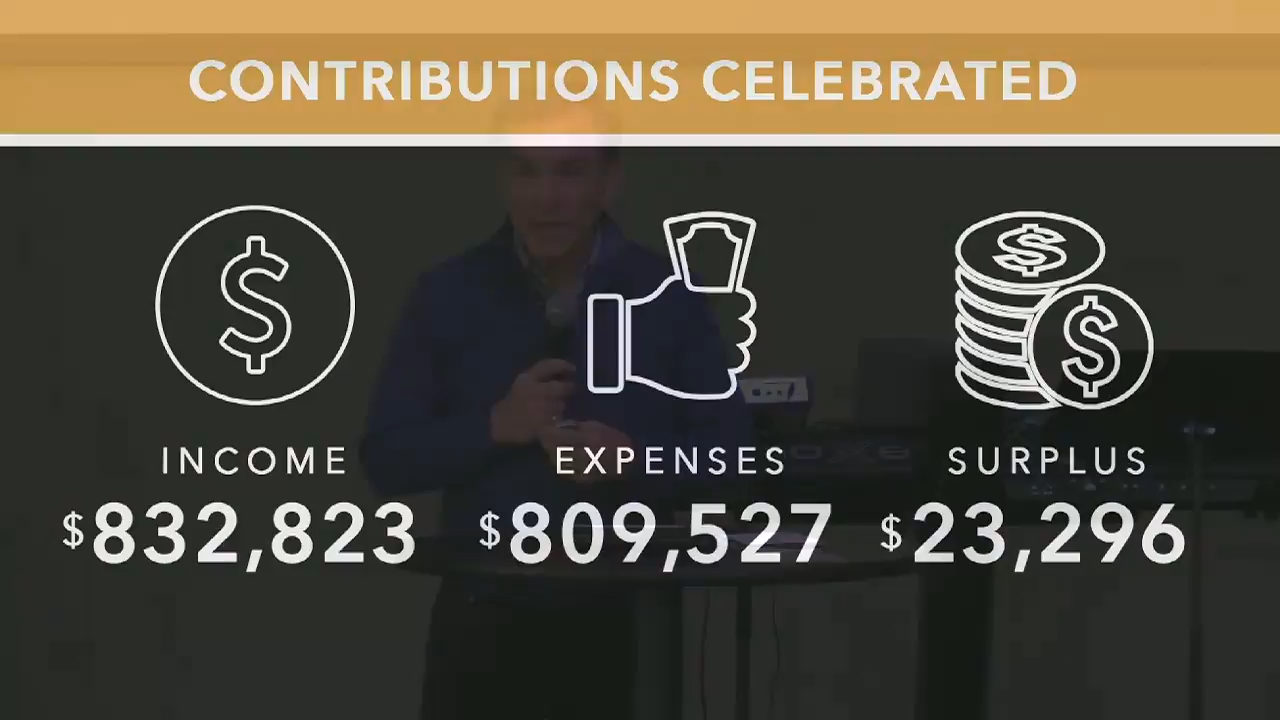 CONTRIBUTIONS CELEBRATED
INCOME EXPENSES SURPLUS
$832,823 $809,527 $23,296